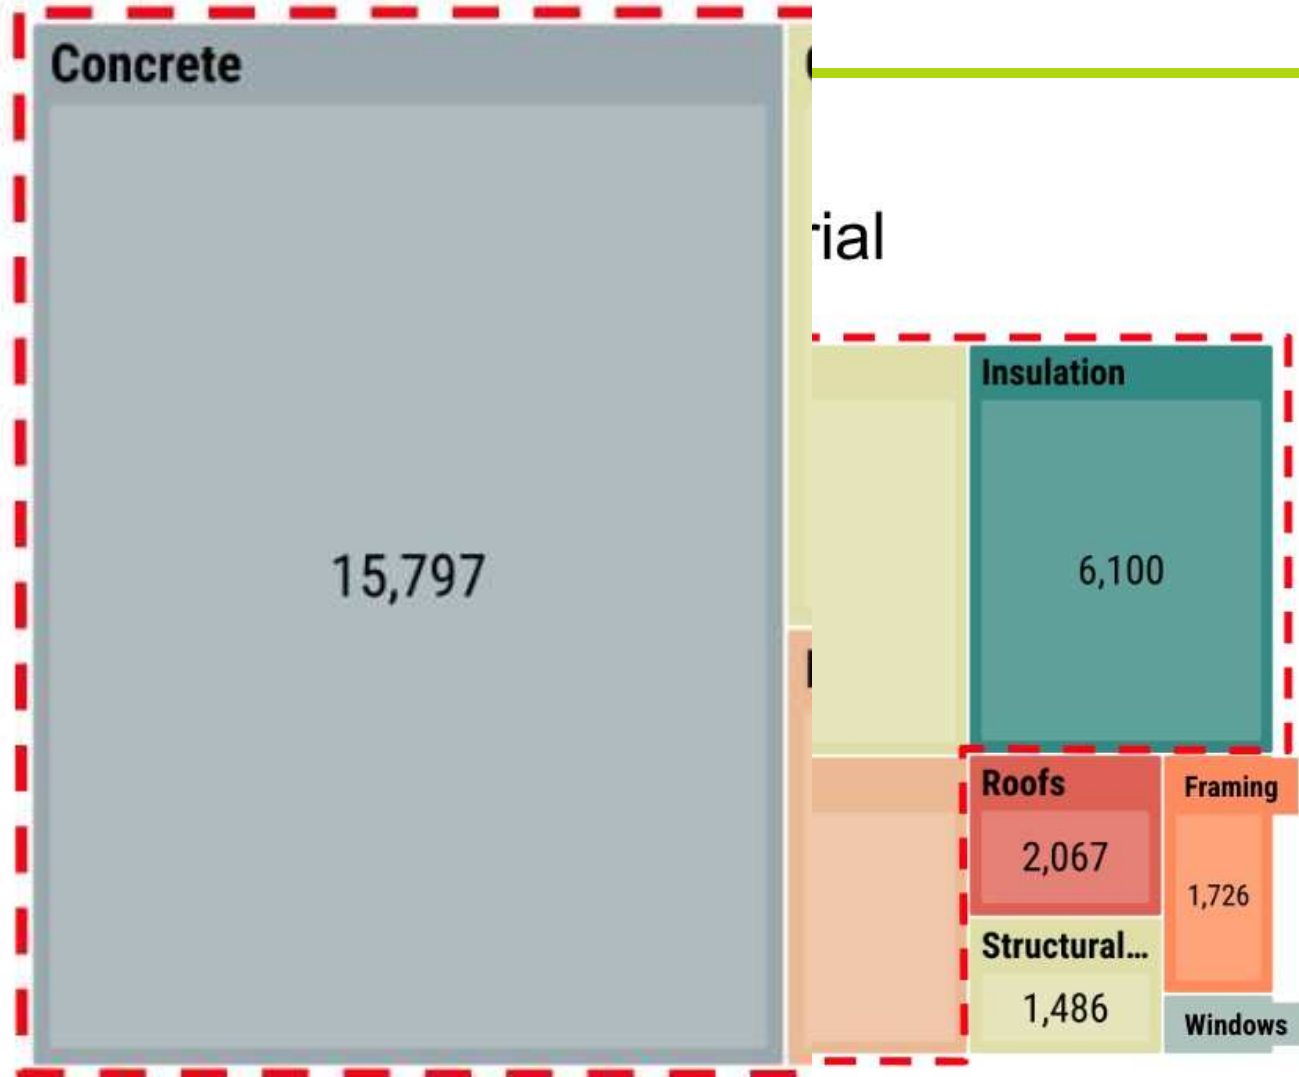 Concrete
15,797
rial
Insulation
6,100
Roofs
2,067
Framing
1,726
Structural...
1,486
Windows